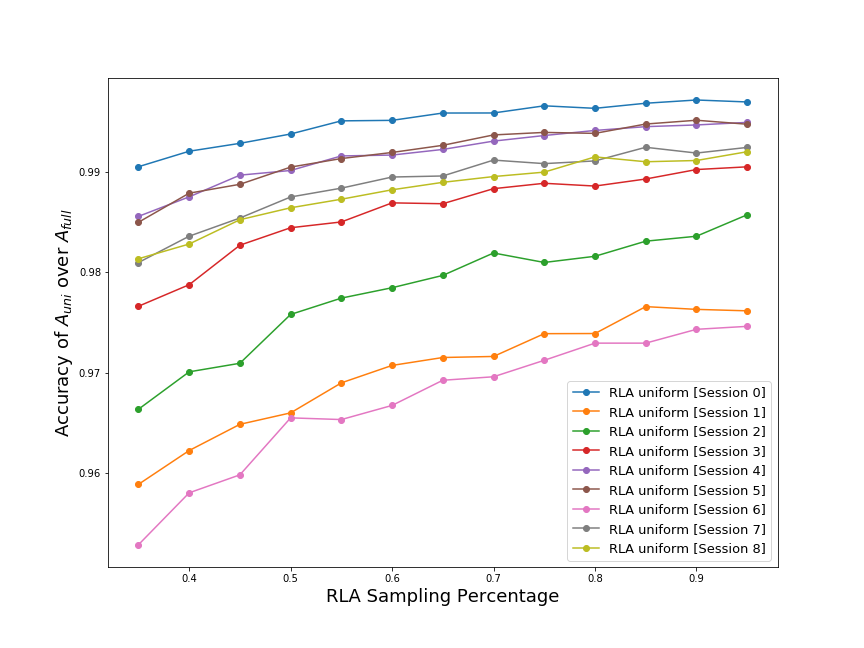 0.99
0.98
0.97
0.96
Accuracy of A_uni over A_full
RLA uniform [Session 0]
RLA uniform [Session 1]
RLA uniform [Session 2]
RLA uniform [Session 3]
RLA uniform [Session 4]
RLA uniform [Session 5]
RLA uniform [Session 6]
RLA uniform [Session 7]
RLA uniform [Session 8]
0.4 0.5 0.6 0.7 0.8 0.9
RLA Sampling Percentage